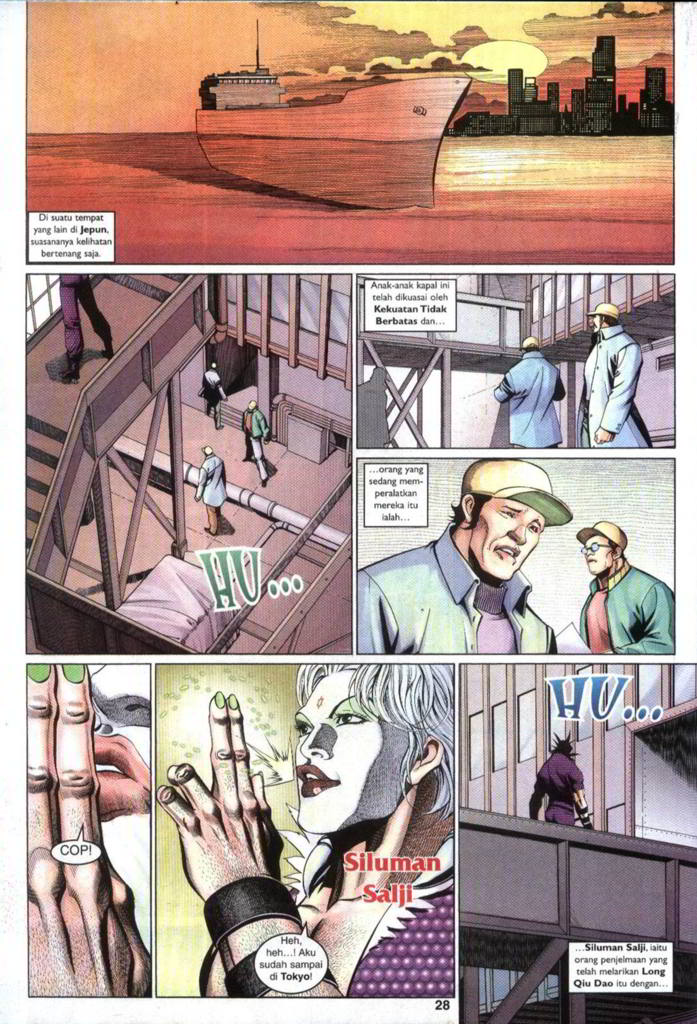 Di suatu tempat
yang lain di Jepun,
suasananya kelihatan
bertenang saja.
HU...
Anak-anak kapal ini
telah dikuasai oleh
Kekuatan Tidak
Berbatas dan...
...orang yang
sedang mem-
peralatkan
mereka itu
ialah...
COP!
Siluman
Salji
Heh,
heh...! Aku
sudah sampai
di Tokyo!
HU...
...Siluman Salji, iaitu
orang penjelmaan yang
telah melarikan Long
Qiu Dao itu dengan...
28